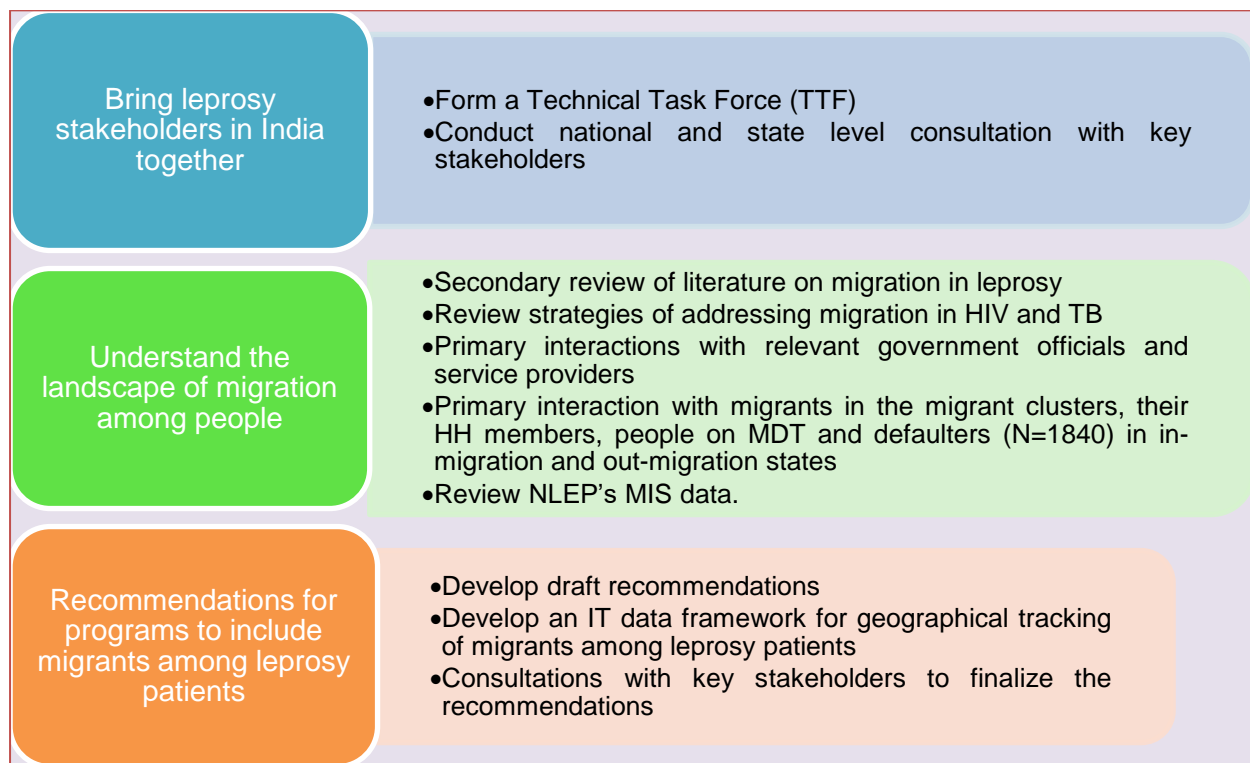 Bring leprosy
stakeholders in India
together
•Form a Technical Task Force (TTF)
•Conduct national and state level consultation with key
stakeholders
Understand the
landscape of migration
among people
•Secondary review of literature on migration in leprosy
•Review strategies of addressing migration in HIV and TB
•Primary interactions with relevant government officials and
service providers
•Primary interaction with migrants in the migrant clusters, their
HH members, people on MDT and defaulters (N=1840) in in-
migration and out-migration states
•Review NLEP's MIS data.
Recommendations for
programs to include
migrants among leprosy
patients
•Develop draft recommendations
•Develop an IT data framework for geographical tracking
of migrants among leprosy patients
•Consultations with key stakeholders to finalize the
recommendations